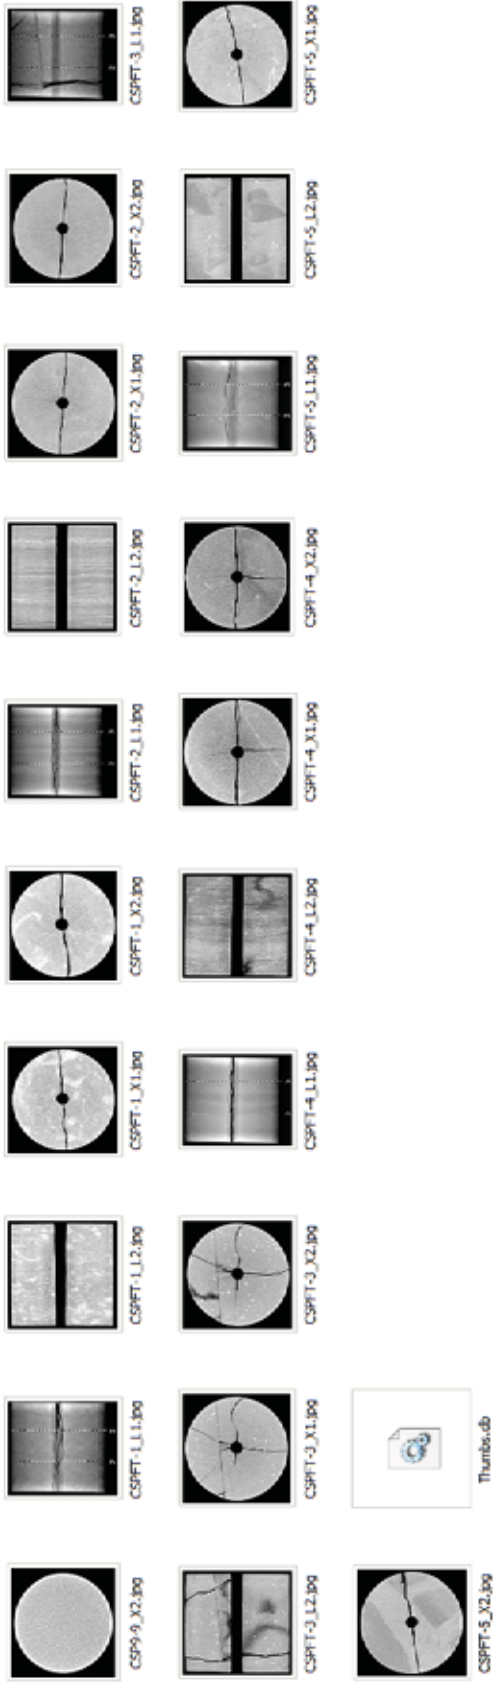 CSP9-9_X2.jpg
CSPFT-1_L1.jpg
CSPFT-1_L2.jpg
CSPFT-1_X1.jpg
CSPFT-1_X2.jpg
CSPFT-2_L1.jpg
CSPFT-2_L2.jpg
CSPFT-2_X1.jpg
CSPFT-2_X2.jpg
CSPFT-3_L1.jpg
CSPFT-3_L2.jpg
CSPFT-3_X1.jpg
CSPFT-3_X2.jpg
CSPFT-4_L1.jpg
CSPFT-4_L2.jpg
CSPFT-4_X1.jpg
CSPFT-4_X2.jpg
CSPFT-5_L1.jpg
CSPFT-5_L2.jpg
CSPFT-5_X1.jpg
CSPFT-5_X2.jpg
Thumbs.db